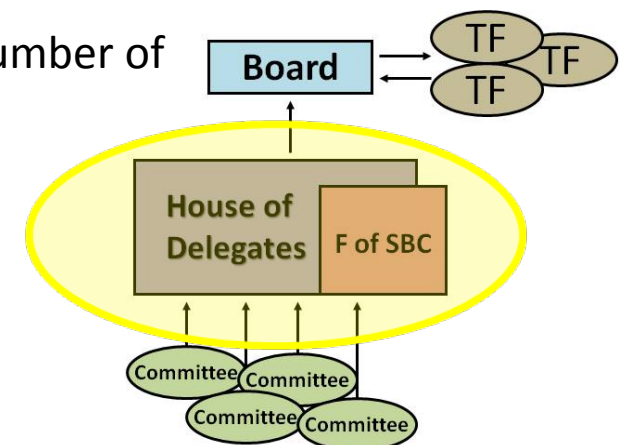 umber of
Board
TF
TF
TF
House of
Delegates
F of SBC
Committee
Committee
Committee
Committee